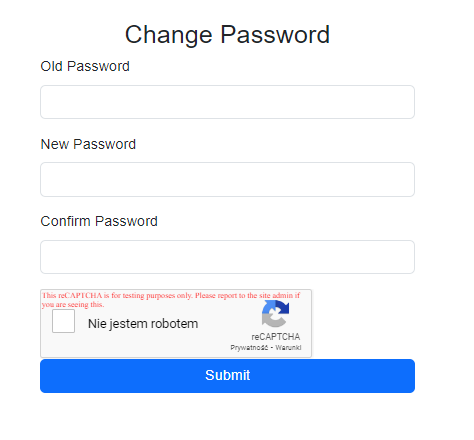 Change Password
Old Password
New Password
Confirm Password
This reCAPTCHA is for testing purposes only. Please report to the site admin if
you are seeing this.
Nie jestem robotem
reCAPTCHA
Prywatność - Warunki
Submit